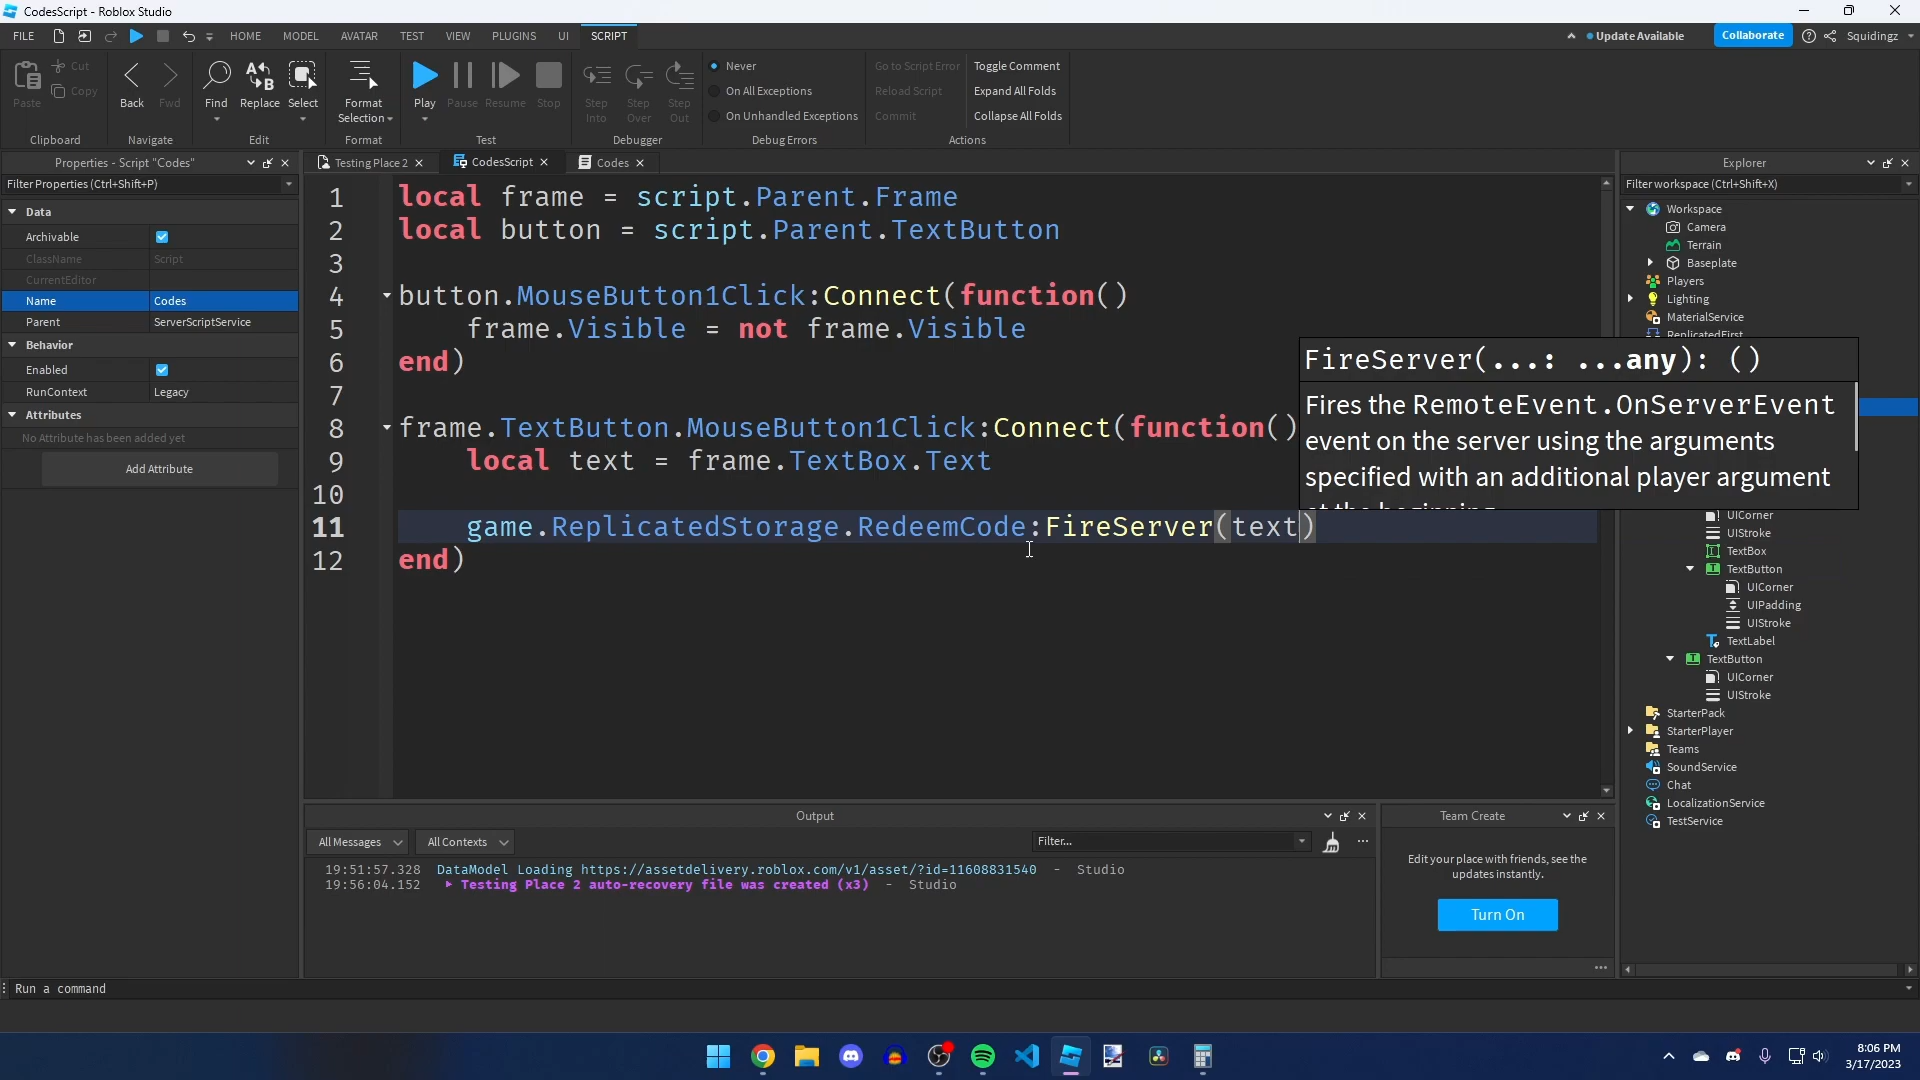 CodesScript - Roblox Studio
FILE HOME MODEL AVATAR TEST VIEW PLUGINS UI SCRIPT Update Available Collaborate Squidingz
Paste Cut Copy Back Fwd Find Replace Select Format Selection Play Pause Resume Stop Step Into Step Over Step Out
Never
On All Exceptions
On Unhandled Exceptions
Go to Script Error
Reload Script
Commit
Toggle Comment
Expand All Folds
Collapse All Folds
Clipboard Navigate Edit Format Test Debugger Debug Errors Actions
Properties - Script "Codes"
Filter Properties (Ctrl+Shift+P)
Data
Archivable
ClassName Script
CurrentEditor
Name Codes
Parent ServerScriptService
Behavior
Enabled
RunContext Legacy
Attributes
No Attribute has been added yet
Add Attribute
Testing Place 2 CodesScript Codes
1 local frame = script.Parent.Frame
2 local button = script.Parent.TextButton
3
4 button.MouseButton1Click:Connect(function()
5 frame.Visible = not frame.Visible
6 end)
7
8 frame.TextButton.MouseButton1Click:Connect(function()
9 local text = frame.TextBox.Text
10
11 game.ReplicatedStorage.RedeemCode:FireServer(text)
12 end)
FireServer(...: ...any): ()
Fires the RemoteEvent.OnServerEvent
event on the server using the arguments
specified with an additional player argument
at the beginning
Explorer
Filter workspace (Ctrl+Shift+X)
Workspace
Camera
Terrain
Baseplate
Players
Lighting
MaterialService
ReplicatedFirst
UICorner
UIStroke
TextBox
TextButton
UICorner
UIPadding
UIStroke
TextLabel
TextButton
UICorner
UIStroke
StarterPack
StarterPlayer
Teams
SoundService
Chat
LocalizationService
TestService
Output
All Messages All Contexts Filter...
19:51:57.328 DataModel Loading https://assetdelivery.roblox.com/v1/asset/?id=11608831540 - Studio
19:56:04.152 Testing Place 2 auto-recovery file was created (x3) - Studio
Team Create
Edit your place with friends, see the
updates instantly.
Turn On
Run a command
8:06 PM
3/17/2023